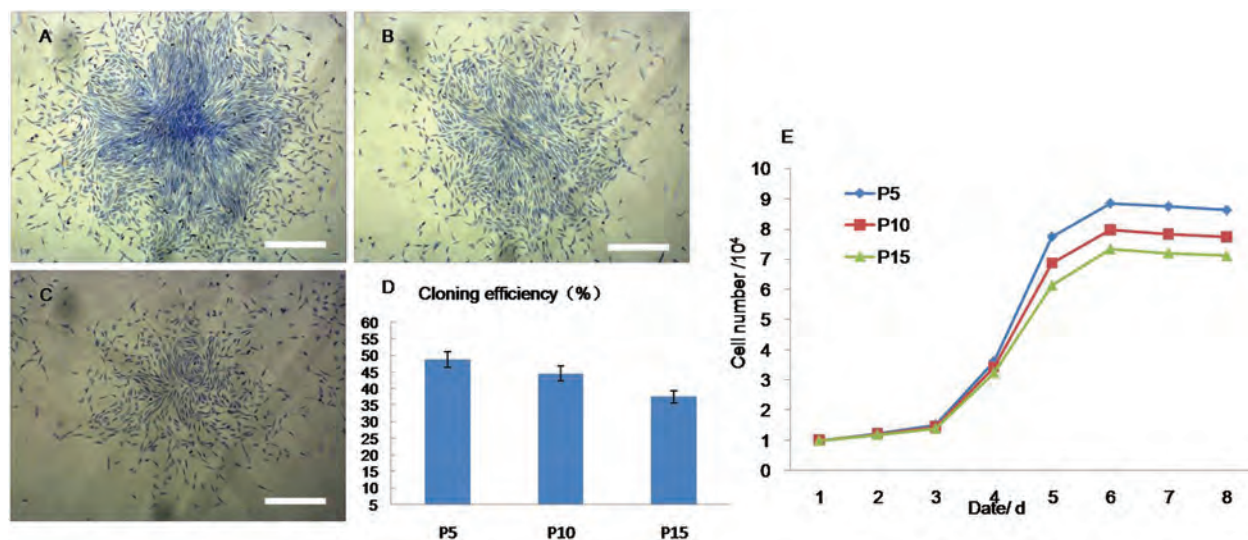 A
B
C
D
Cloning efficiency（%）
60
55
50
45
40
35
30
25
20
15
10
5
P5
P10
P15
E
Cell number /10⁴
10
9
8
7
6
5
4
3
2
1
0
P5
P10
P15
1 2 3 4 5 6 7 8
Date/ d